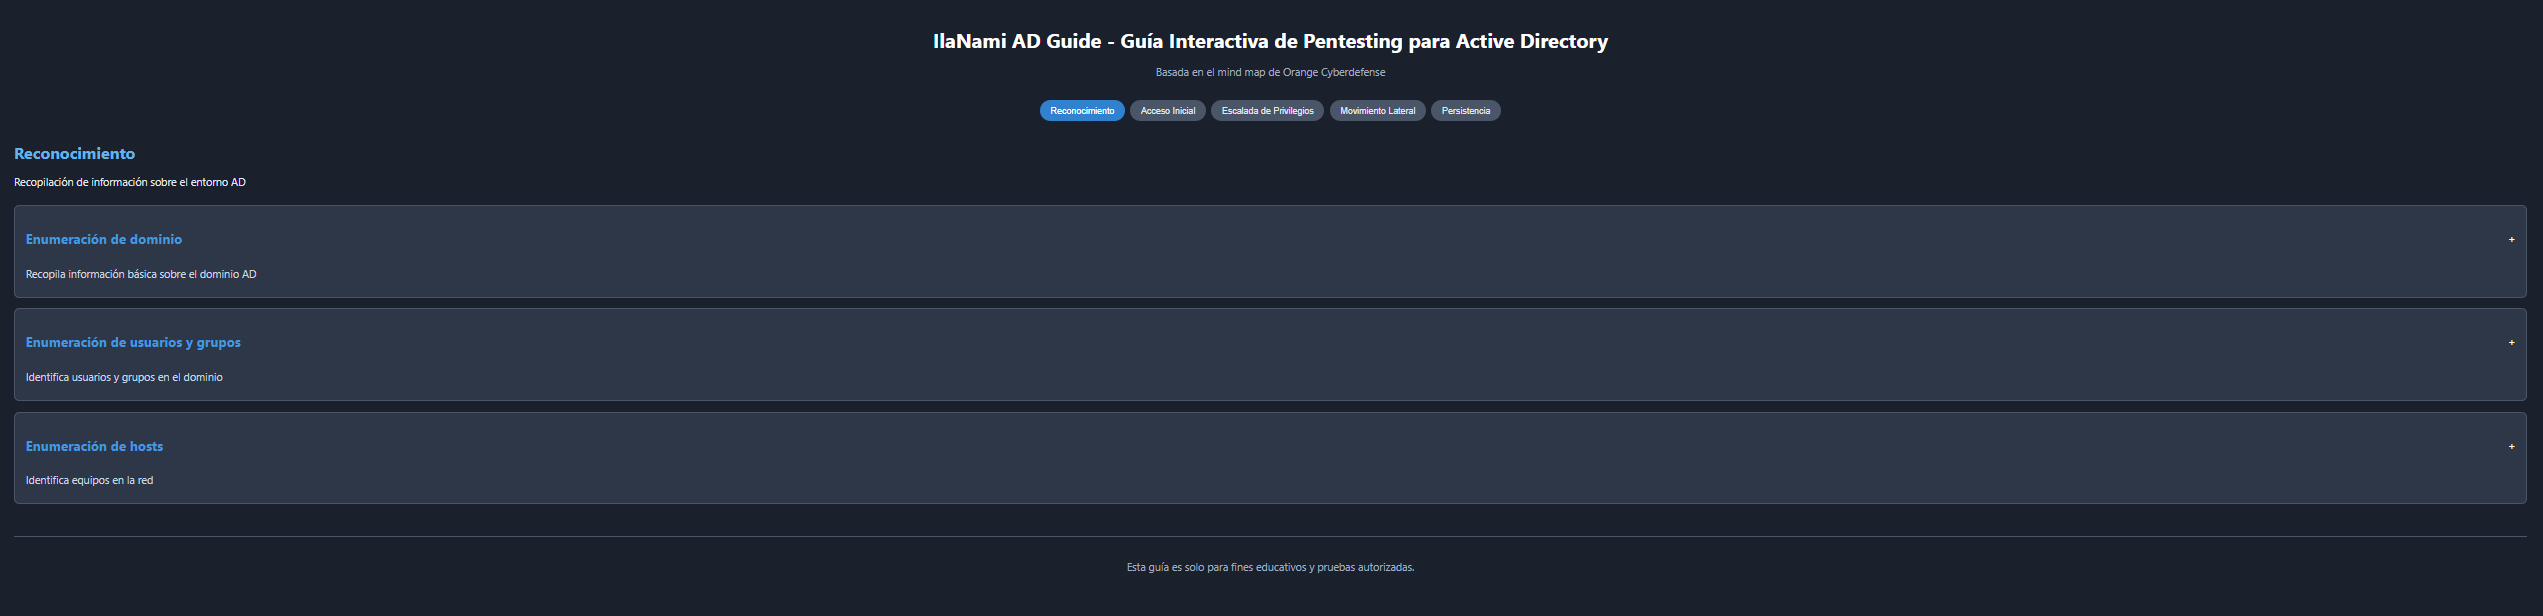 IlaNami AD Guide - Guía Interactiva de Pentesting para Active Directory
Basada en el mind map de Orange Cyberdefense
Reconocimiento Acceso Inicial Escalada de Privilegios Movimiento Lateral Persistencia
Reconocimiento
Recopilación de información sobre el entorno AD
Enumeración de dominio +
Recopila información básica sobre el dominio AD
Enumeración de usuarios y grupos +
Identifica usuarios y grupos en el dominio
Enumeración de hosts +
Identifica equipos en la red
Esta guía es solo para fines educativos y pruebas autorizadas.